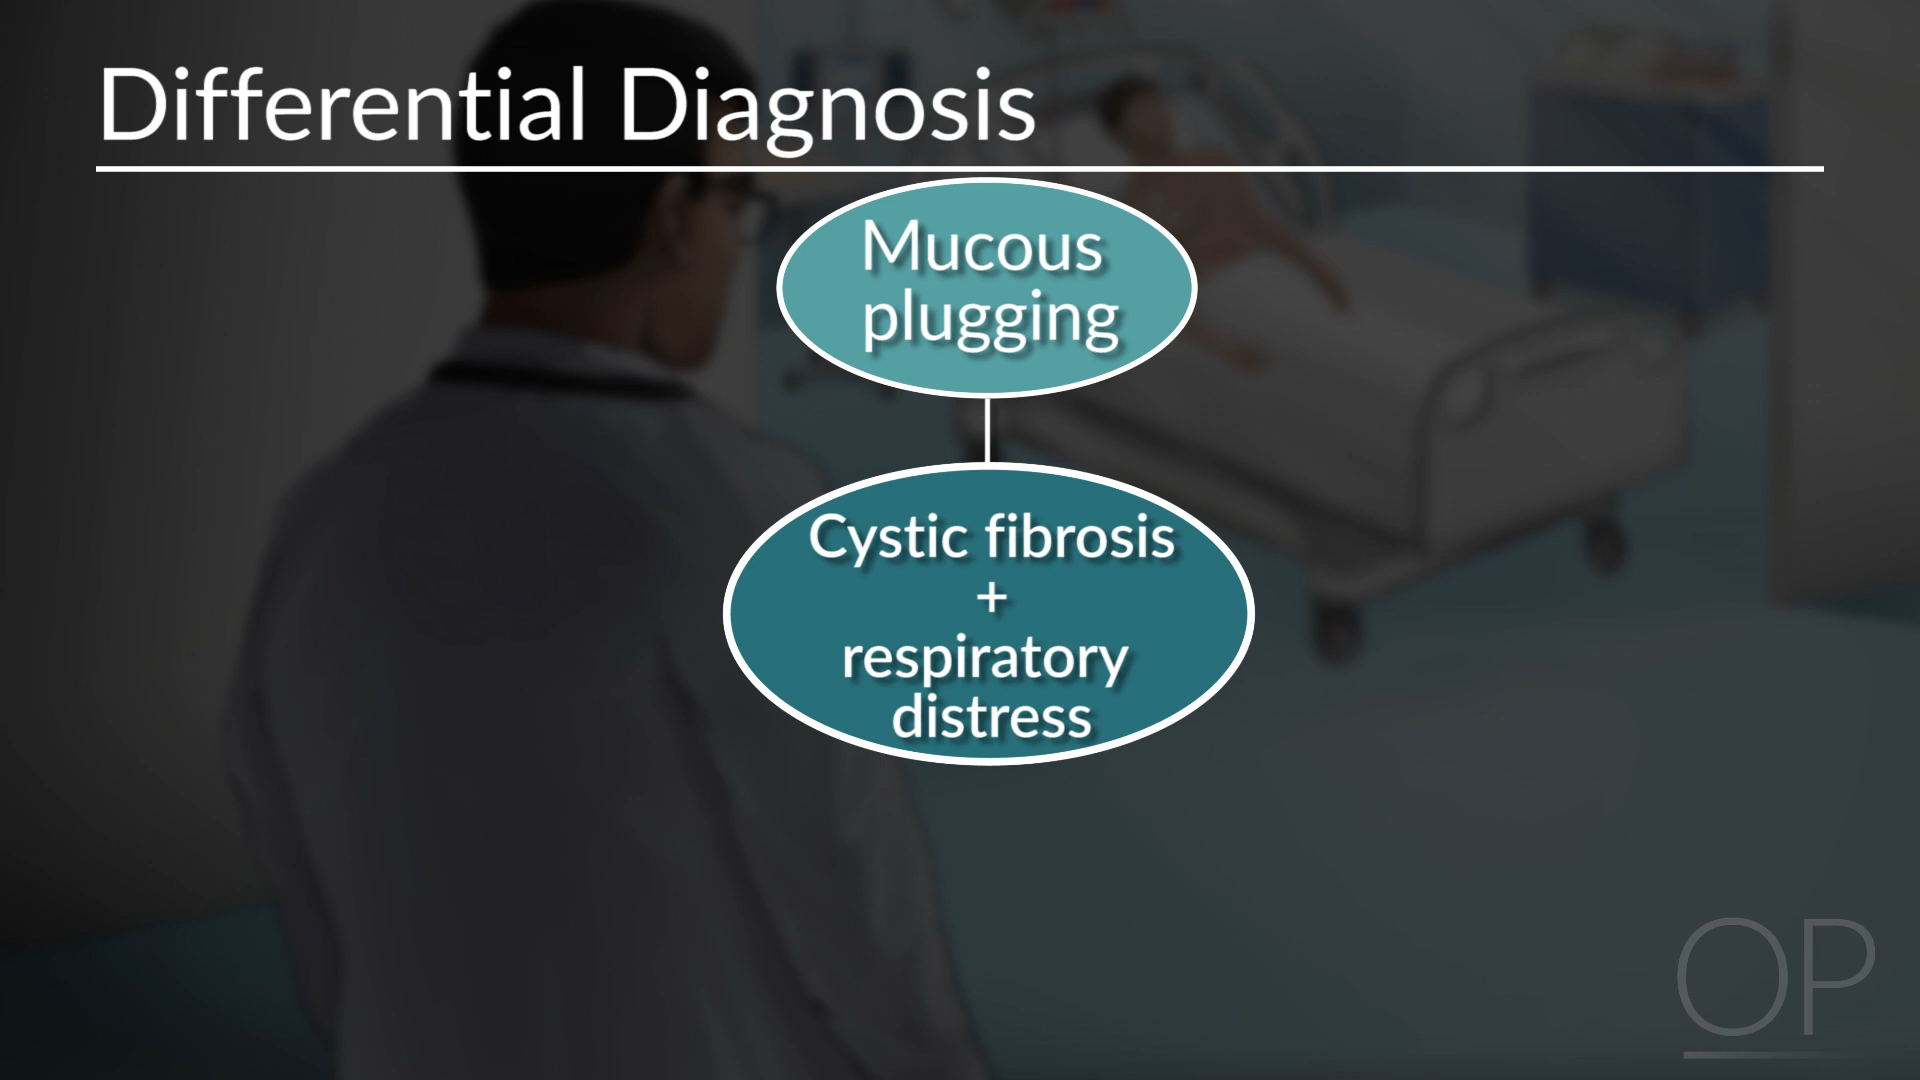 Differential Diagnosis
Mucous
plugging
Cystic fibrosis
+
respiratory
distress
OP